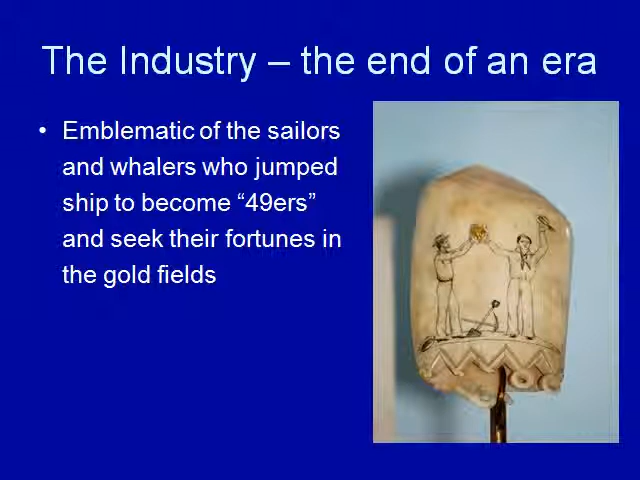 The Industry – the end of an era
• Emblematic of the sailors
and whalers who jumped
ship to become “49ers”
and seek their fortunes in
the gold fields